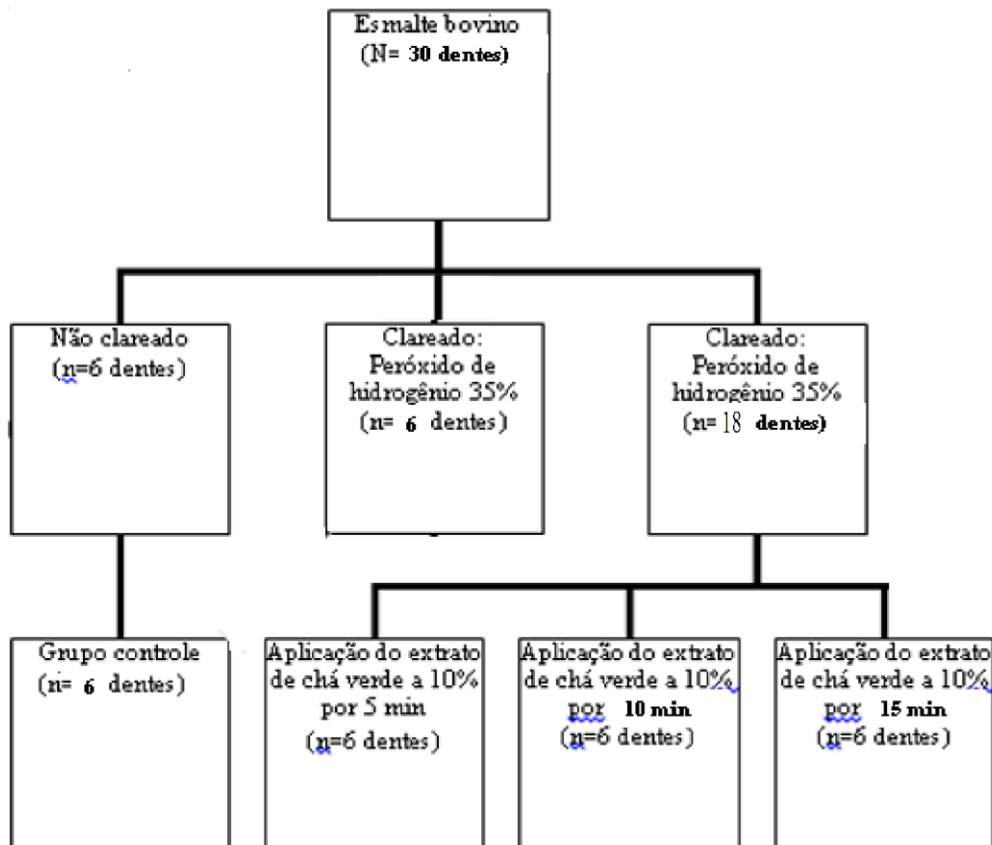 Esmalte bovino
(N= 30 dentes)
Não clareado
(n=6 dentes)
Clareado:
Peróxido de
hidrogênio 35%
(n= 6 dentes)
Clareado:
Peróxido de
hidrogênio 35%
(n=18 dentes)
Grupo controle
(n= 6 dentes)
Aplicação do extrato
de chá verde a 10%
por 5 min
(n=6 dentes)
Aplicação do extrato
de chá verde a 10%
por 10 min
(n=6 dentes)
Aplicação do extrato
de chá verde a 10%
por 15 min
(n=6 dentes)